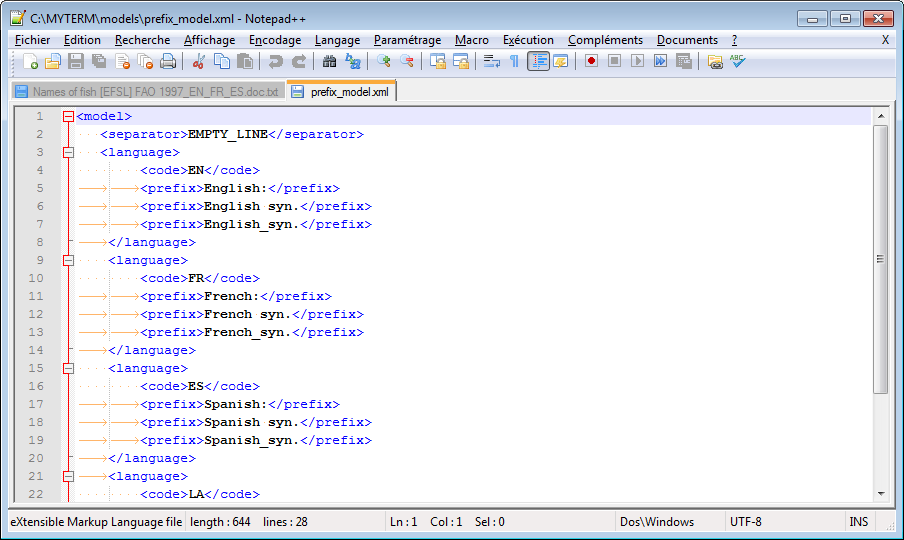 C:\MYTERM\models\prefix_model.xml - Notepad++
Fichier Edition Recherche Affichage Encodage Langage Paramétrage Macro Exécution Compléments Documents ? X
ABC
Names of fish [EFSL] FAO 1997_EN_FR_ES.doc.txt prefix_model.xml
1 <model>
2 <separator>EMPTY_LINE</separator>
3 <language>
4 <code>EN</code>
5 <prefix>English:</prefix>
6 <prefix>English syn.</prefix>
7 <prefix>English_syn.</prefix>
8 </language>
9 <language>
10 <code>FR</code>
11 <prefix>French:</prefix>
12 <prefix>French syn.</prefix>
13 <prefix>French_syn.</prefix>
14 </language>
15 <language>
16 <code>ES</code>
17 <prefix>Spanish:</prefix>
18 <prefix>Spanish syn.</prefix>
19 <prefix>Spanish_syn.</prefix>
20 </language>
21 <language>
22 <code>LA</code>
eXtensible Markup Language file length : 644 lines : 28 Ln : 1 Col : 1 Sel : 0 Dos\Windows UTF-8 INS